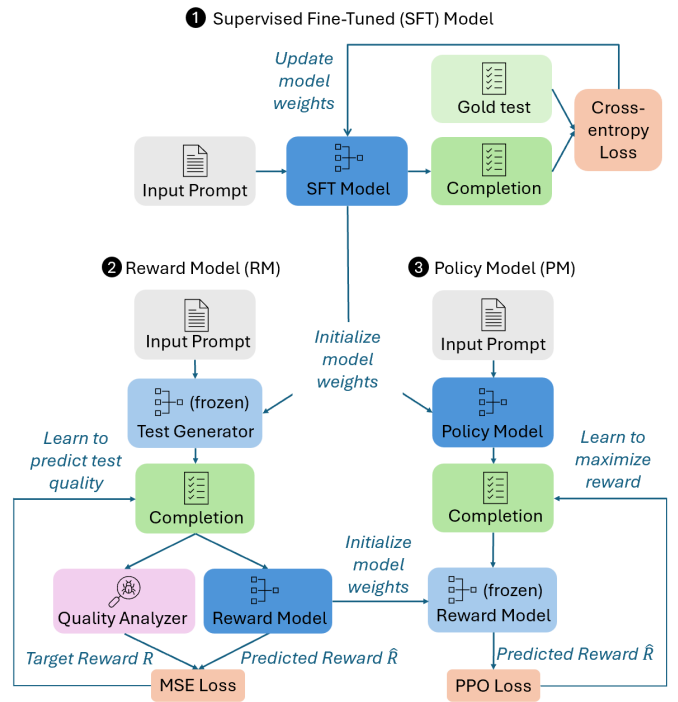 1 Supervised Fine-Tuned (SFT) Model
Update
model
weights
Gold test
Cross-
entropy
Loss
Input Prompt
SFT Model
Completion
2 Reward Model (RM)
3 Policy Model (PM)
Input Prompt
Input Prompt
Initialize
model
weights
(frozen)
Test Generator
Policy Model
Learn to
predict test
quality
Learn to
maximize
reward
Completion
Completion
Initialize
model
weights
Quality Analyzer
Reward Model
(frozen)
Reward Model
Target Reward R
Predicted Reward R̂
Predicted Reward R̂
MSE Loss
PPO Loss